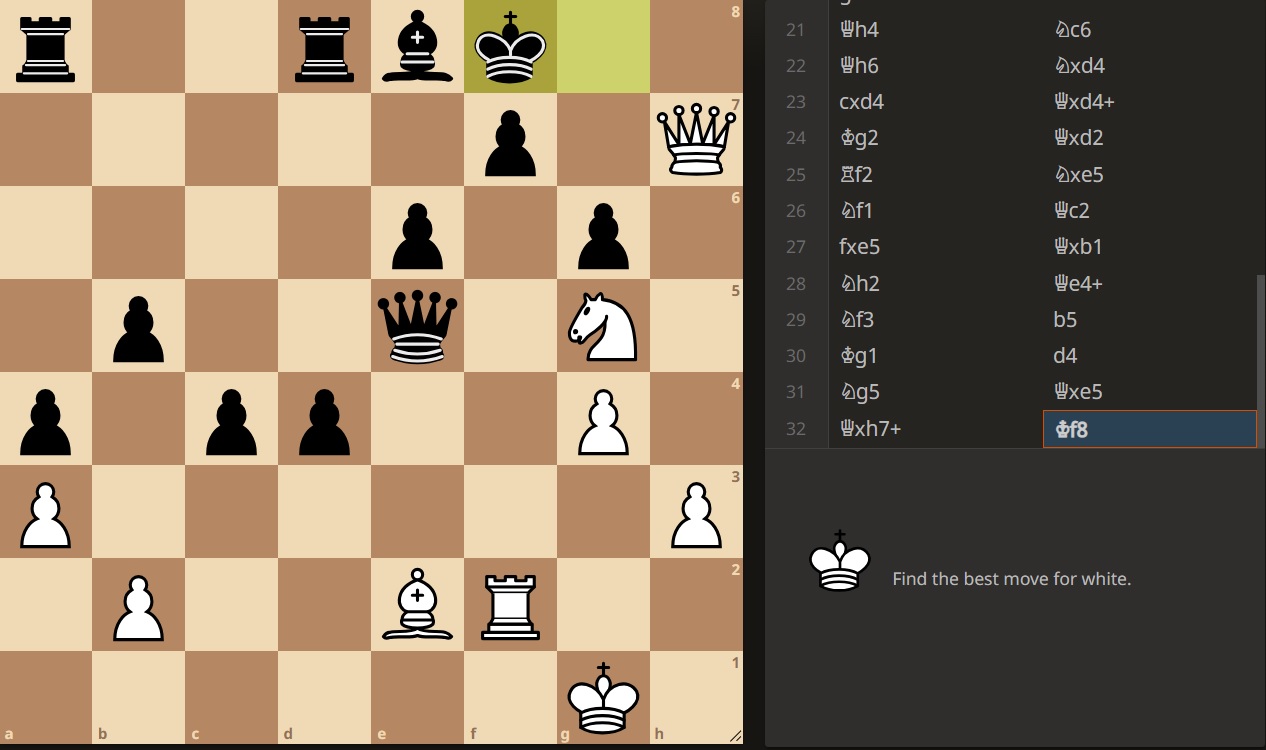 8
7
6
5
4
3
2
1
a b c d e f g h
21 ♕h4 ♘c6
22 ♕h6 ♘xd4
23 cxd4 ♕xd4+
24 ♔g2 ♕xd2
25 ♖f2 ♘xe5
26 ♘f1 ♕c2
27 fxe5 ♕xb1
28 ♘h2 ♕e4+
29 ♘f3 b5
30 ♔g1 d4
31 ♘g5 ♕xe5
32 ♕xh7+ ♔f8
Find the best move for white.